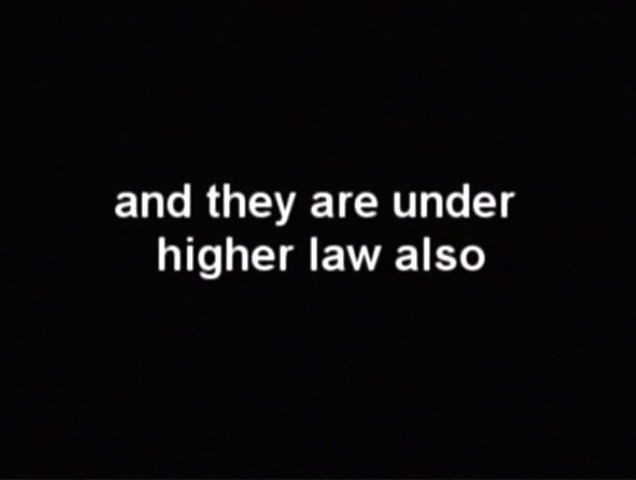 and they are under
higher law also